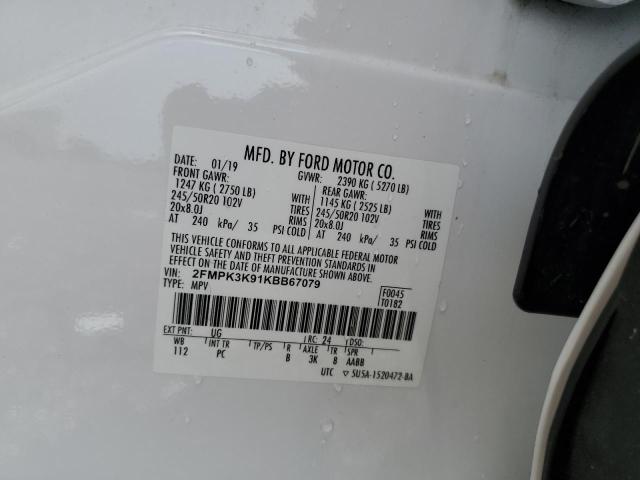 MFD. BY FORD MOTOR CO.
DATE: 01/19 GVWR: 2390 KG ( 5270 LB)
FRONT GAWR: REAR GAWR:
1247 KG ( 2750 LB) WITH 1145 KG ( 2525 LB) WITH
245/50R20 102V TIRES 245/50R20 102V TIRES
20x8.0J RIMS 20x8.0J RIMS
AT 240 kPa/ 35 PSI COLD AT 240 kPa/ 35 PSI COLD
THIS VEHICLE CONFORMS TO ALL APPLICABLE FEDERAL MOTOR
VEHICLE SAFETY AND THEFT PREVENTION STANDARDS IN
EFFECT ON THE DATE OF MANUFACTURE SHOWN ABOVE.
VIN: 2FMPK3K91KBB67079 F0045
TYPE: MPV T0182
EXT PNT: UG RC: 24 DSO:
WB INT TR TP/PS R AXLE TR SPR
112 PC B 3K 8 AABB
UTC ▽ 5U5A-1520472-BA